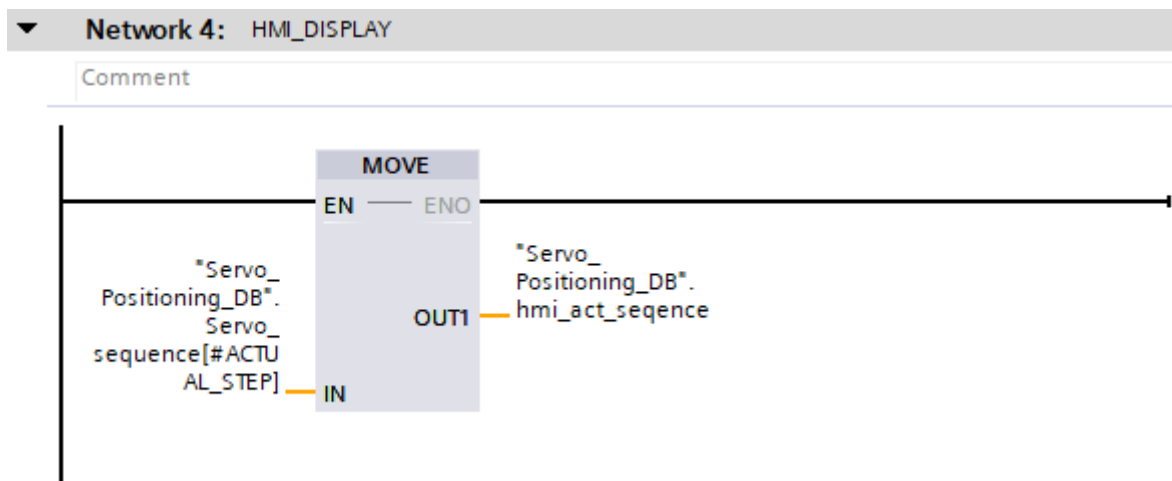 Network 4: HMI_DISPLAY
Comment
MOVE
EN ENO
"Servo_
Positioning_DB".
Servo_
sequence[#ACTU
AL_STEP]
IN
OUT1
"Servo_
Positioning_DB".
hmi_act_seqence